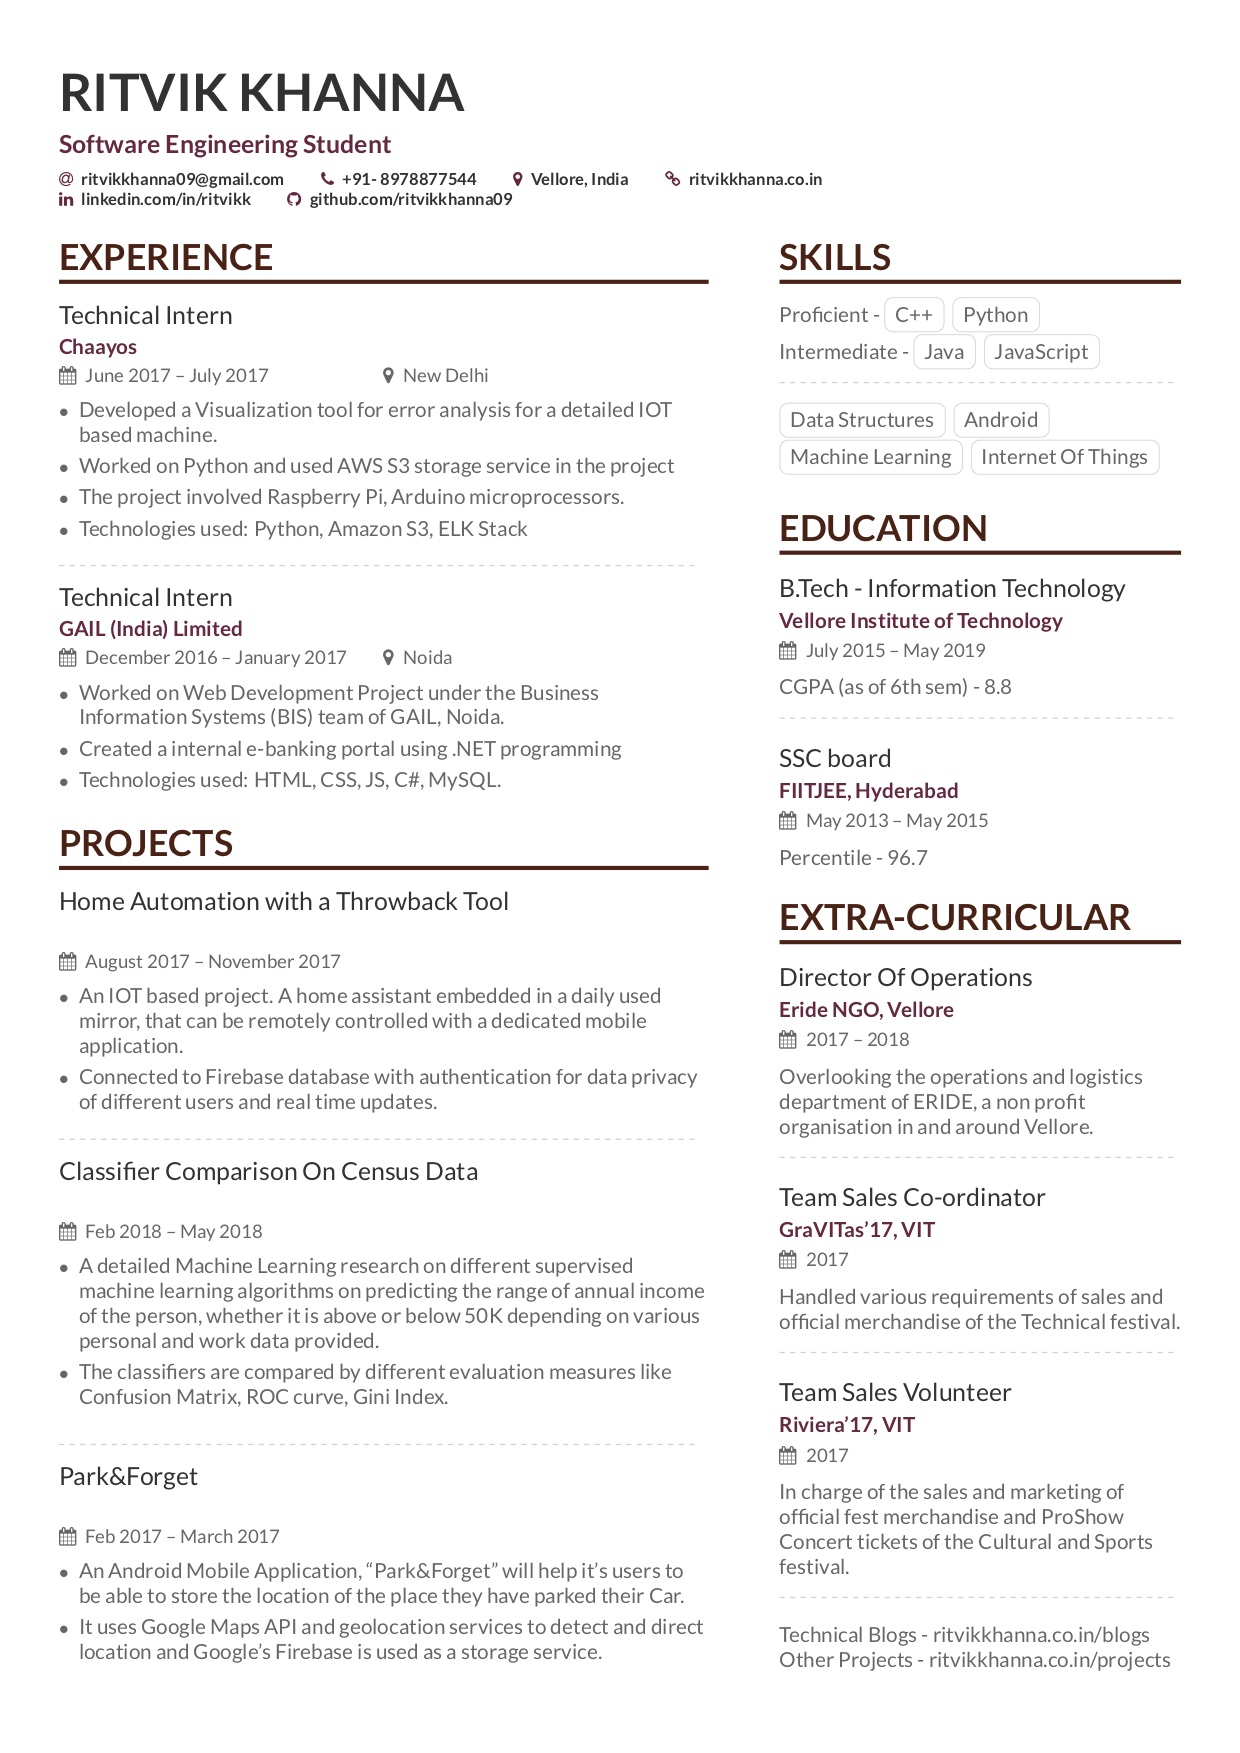 RITVIK KHANNA
Software Engineering Student
@ ritvikkhanna09@gmail.com +91- 8978877544 Vellore, India ritvikkhanna.co.in
in linkedin.com/in/ritvikk github.com/ritvikkhanna09
EXPERIENCE
Technical Intern
Chaayos
June 2017 – July 2017 New Delhi
• Developed a Visualization tool for error analysis for a detailed IOT
based machine.
• Worked on Python and used AWS S3 storage service in the project
• The project involved Raspberry Pi, Arduino microprocessors.
• Technologies used: Python, Amazon S3, ELK Stack
Technical Intern
GAIL (India) Limited
December 2016 – January 2017 Noida
• Worked on Web Development Project under the Business
Information Systems (BIS) team of GAIL, Noida.
• Created a internal e-banking portal using .NET programming
• Technologies used: HTML, CSS, JS, C#, MySQL.
PROJECTS
Home Automation with a Throwback Tool
August 2017 – November 2017
• An IOT based project. A home assistant embedded in a daily used
mirror, that can be remotely controlled with a dedicated mobile
application.
• Connected to Firebase database with authentication for data privacy
of different users and real time updates.
Classifier Comparison On Census Data
Feb 2018 – May 2018
• A detailed Machine Learning research on different supervised
machine learning algorithms on predicting the range of annual income
of the person, whether it is above or below 50K depending on various
personal and work data provided.
• The classifiers are compared by different evaluation measures like
Confusion Matrix, ROC curve, Gini Index.
Park&Forget
Feb 2017 – March 2017
• An Android Mobile Application, “Park&Forget” will help it’s users to
be able to store the location of the place they have parked their Car.
• It uses Google Maps API and geolocation services to detect and direct
location and Google’s Firebase is used as a storage service.
SKILLS
Proficient - C++ Python
Intermediate - Java JavaScript
Data Structures Android
Machine Learning Internet Of Things
EDUCATION
B.Tech - Information Technology
Vellore Institute of Technology
July 2015 – May 2019
CGPA (as of 6th sem) - 8.8
SSC board
FIITJEE, Hyderabad
May 2013 – May 2015
Percentile - 96.7
EXTRA-CURRICULAR
Director Of Operations
Eride NGO, Vellore
2017 – 2018
Overlooking the operations and logistics
department of ERIDE, a non profit
organisation in and around Vellore.
Team Sales Co-ordinator
GraVITas’17, VIT
2017
Handled various requirements of sales and
official merchandise of the Technical festival.
Team Sales Volunteer
Riviera’17, VIT
2017
In charge of the sales and marketing of
official fest merchandise and ProShow
Concert tickets of the Cultural and Sports
festival.
Technical Blogs - ritvikkhanna.co.in/blogs
Other Projects - ritvikkhanna.co.in/projects